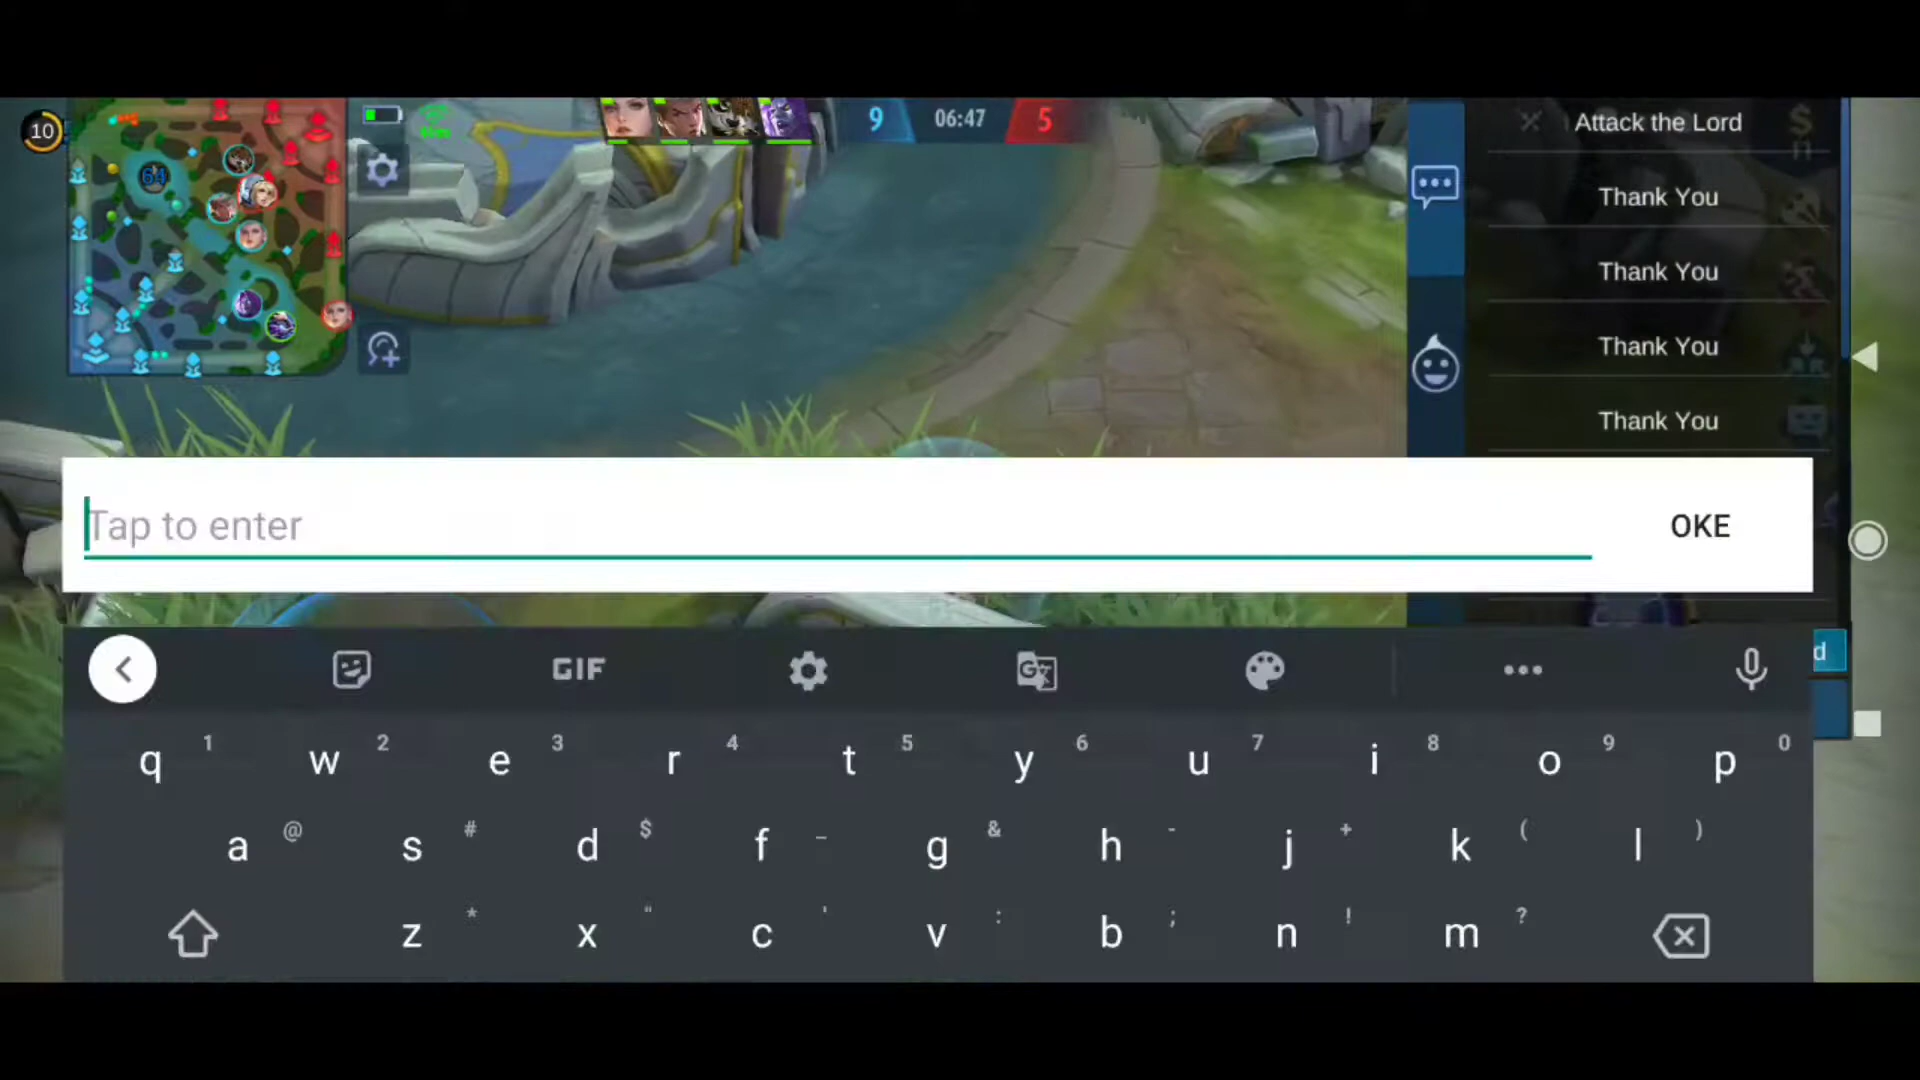 10
64
9 06:47 5
Attack the Lord
Thank You
Thank You
Thank You
Thank You
Tap to enter OKE
d
GIF
q 1 w 2 e 3 r 4 t 5 y 6 u 7 i 8 o 9 p 0
a @ s # d $ f _ g & h - j + k ( l )
z * x " c ' v : b ; n ! m ?